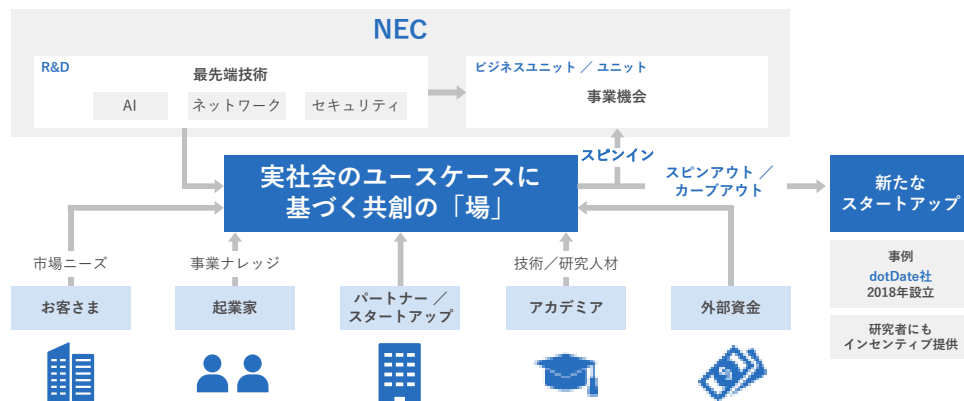 NEC
R&D
最先端技術
AI
ネットワーク
セキュリティ
ビジネスユニット ／ ユニット
事業機会
スピンイン
実社会のユースケースに
基づく共創の「場」
スピンアウト ／
カーブアウト
新たな
スタートアップ
市場ニーズ
事業ナレッジ
技術／研究人材
お客さま
起業家
パートナー ／
スタートアップ
アカデミア
外部資金
事例
dotDate社
2018年設立
研究者にも
インセンティブ提供